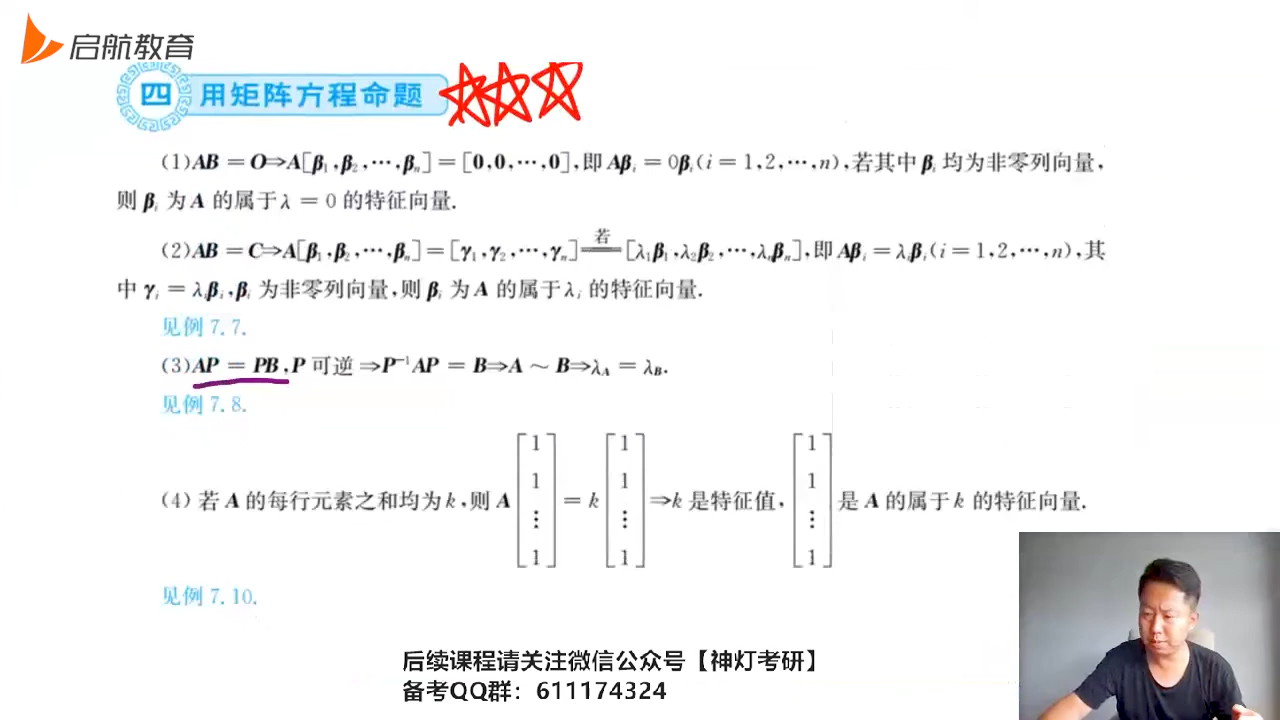 启航教育
四 用矩阵方程命题
(1)AB = O⇒A[β₁,β₂,⋯,βₙ]=[0,0,⋯,0],即 Aβᵢ = 0βᵢ(i = 1,2,⋯,n),若其中 βᵢ 均为非零列向量,
则 βᵢ 为 A 的属于 λ = 0 的特征向量.
(2)AB = C⇒A[β₁,β₂,⋯,βₙ]=[γ₁,γ₂,⋯,γₙ] 若 == [λ₁β₁,λ₂β₂,⋯,λₙβₙ],即 Aβᵢ = λᵢβᵢ(i = 1,2,⋯,n),其
中 γᵢ = λᵢβᵢ,βᵢ 为非零列向量,则 βᵢ 为 A 的属于 λᵢ 的特征向量.
见例 7.7.
(3)AP = PB,P 可逆 ⇒P⁻¹AP = B⇒A ~ B⇒λ_A = λ_B.
见例 7.8.
(4) 若 A 的每行元素之和均为 k,则 A [1 1 ⋮ 1] = k [1 1 ⋮ 1] ⇒k 是特征值, [1 1 ⋮ 1] 是 A 的属于 k 的特征向量.
见例 7.10.
后续课程请关注微信公众号【神灯考研】
备考QQ群：611174324